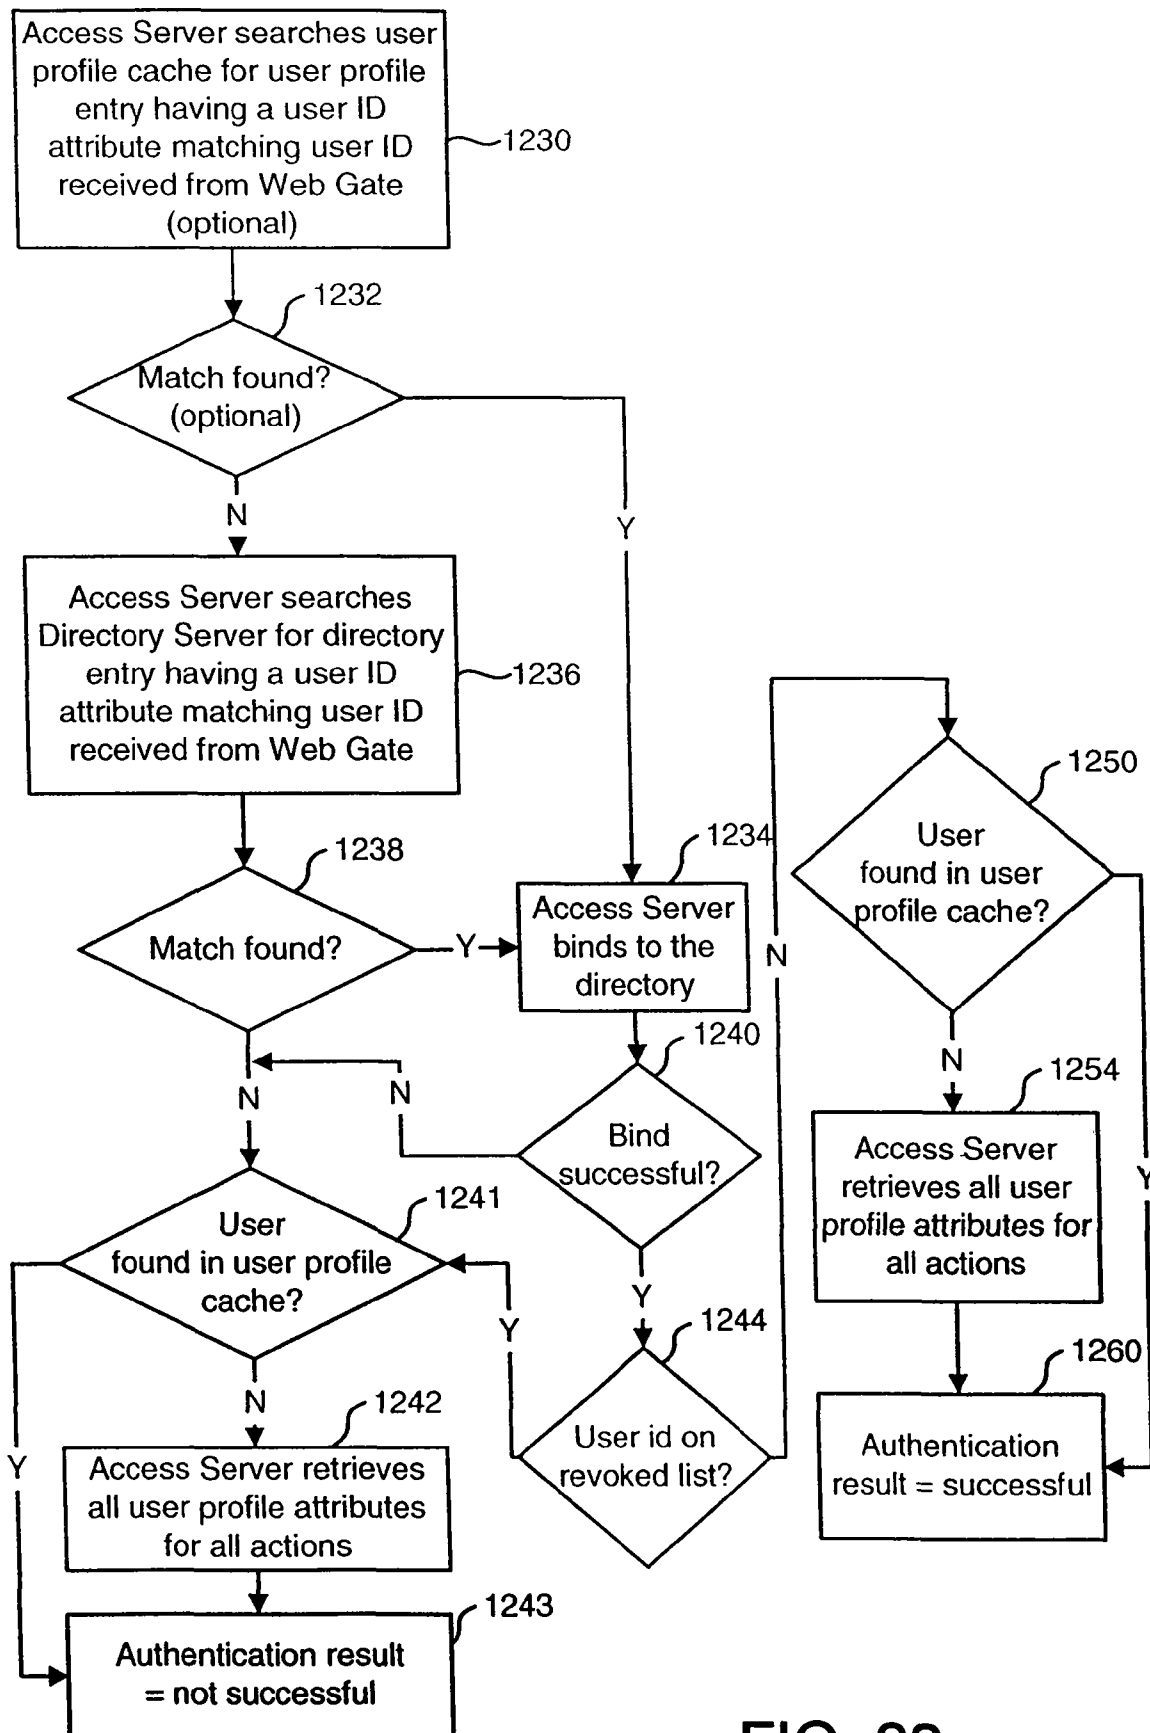 Access Server searches user
profile cache for user profile
entry having a user ID
attribute matching user ID
received from Web Gate
(optional)
1230
1232
Match found?
(optional)
N
Y
Access Server searches
Directory Server for directory
entry having a user ID
attribute matching user ID
received from Web Gate
1236
1238
Match found?
Y
N
1234
Access Server
binds to the
directory
1240
Bind
successful?
N
Y
1241
User
found in user profile
cache?
Y
N
1242
Access Server retrieves
all user profile attributes
for all actions
1243
Authentication result
= not successful
1244
User id on
revoked list?
Y
N
1250
User
found in user
profile cache?
N
Y
1254
Access Server
retrieves all user
profile attributes for
all actions
1260
Authentication
result = successful